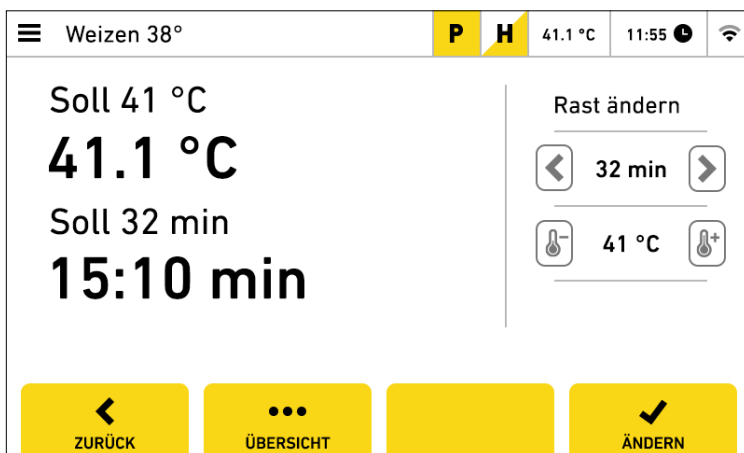 Weizen 38°
P
H
41.1 °C
11:55
Soll 41 °C
41.1 °C
Soll 32 min
15:10 min
Rast ändern
32 min
41 °C
ZURÜCK
ÜBERSICHT
ÄNDERN